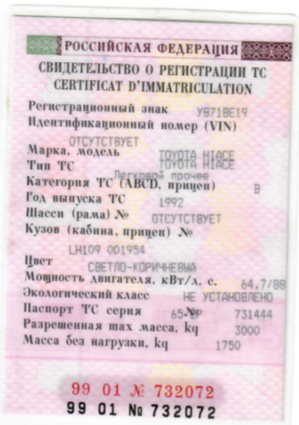 РОССИЙСКАЯ ФЕДЕРАЦИЯ
СВИДЕТЕЛЬСТВО О РЕГИСТРАЦИИ ТС
CERTIFICAT D'IMMATRICULATION
Регистрационный знак У871ВЕ19
Идентификационный номер (VIN)
ОТСУТСТВУЕТ
Марка, модель TOYOTA HIACE
Тип ТС TOYOTA HIACE
Легковой прочее
Категория ТС (ABCD, прицеп) B
Год выпуска ТС 1992
Шасси (рама) № ОТСУТСТВУЕТ
Кузов (кабина, прицеп) №
LH109 001954
Цвет
СВЕТЛО-КОРИЧНЕВЫЙ
Мощность двигателя, кВт/л. с. 64,7/88
Экологический класс НЕ УСТАНОВЛЕНО
Паспорт ТС серия 65 № 731444
Разрешенная max масса, kg 3000
Масса без нагрузки, kg 1750
99 01 № 732072
99 01 № 732072